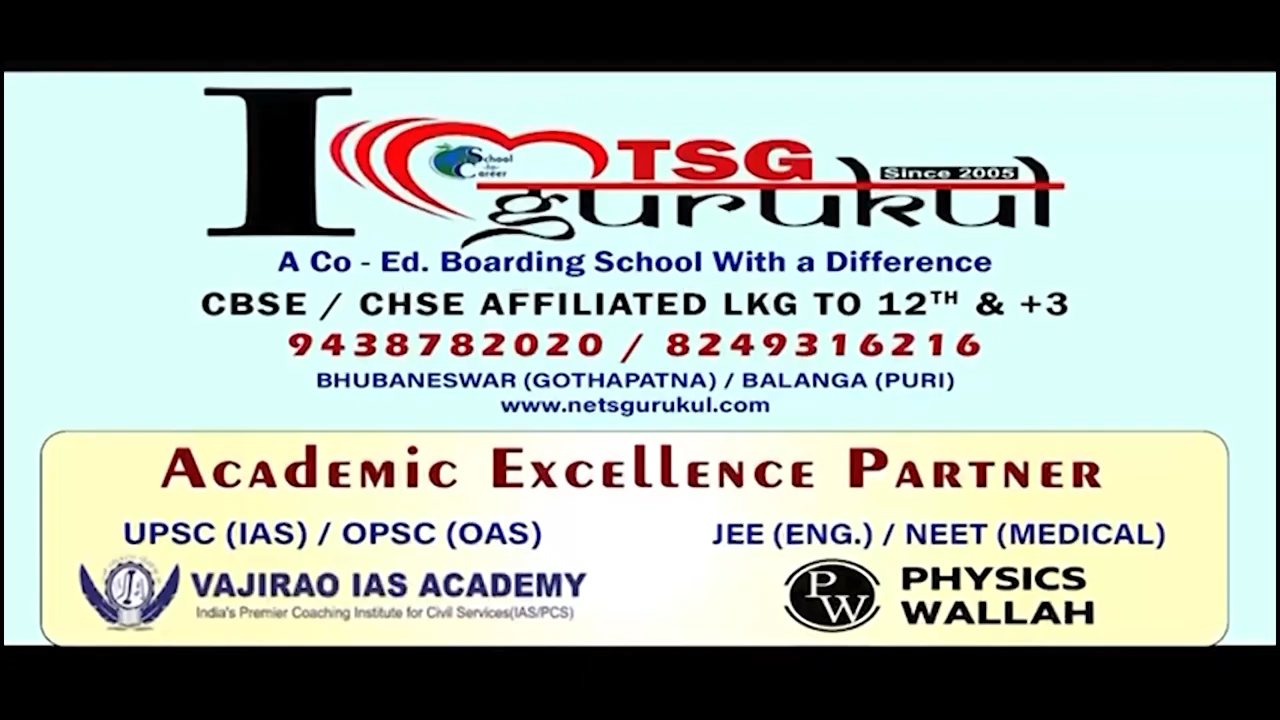 I TSG
School
to
Career
Since 2005
gurukul
A Co - Ed. Boarding School With a Difference
CBSE / CHSE AFFILIATED LKG TO 12TH & +3
9438782020 / 8249316216
BHUBANESWAR (GOTHAPATNA) / BALANGA (PURI)
www.netsgurukul.com
Academic Excellence Partner
UPSC (IAS) / OPSC (OAS)
VAJIRAO IAS ACADEMY
India's Premier Coaching Institute for Civil Services(IAS/PCS)
JEE (ENG.) / NEET (MEDICAL)
PW
PHYSICS
WALLAH